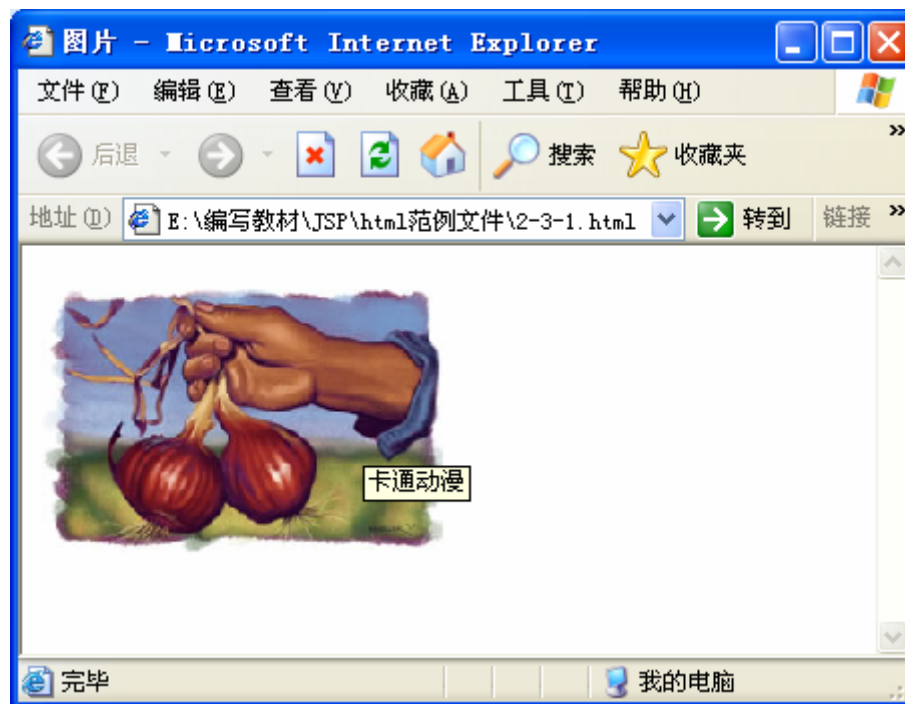 图片 - Microsoft Internet Explorer
文件(F) 编辑(E) 查看(V) 收藏(A) 工具(T) 帮助(H)
后退 搜索 收藏夹 »
地址(D) E:\编写教材\JSP\html范例文件\2-3-1.html 转到 链接 »
卡通动漫
完毕 我的电脑